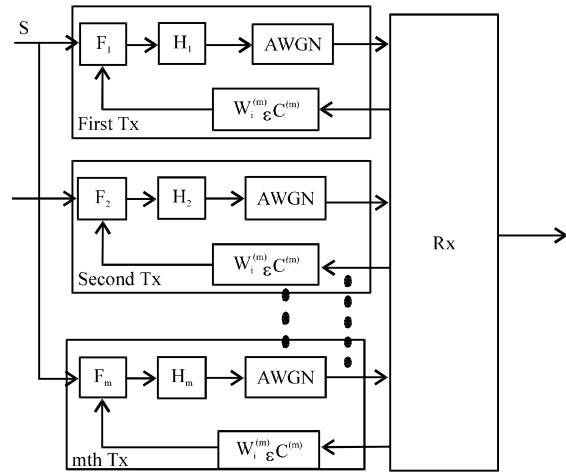 S
F₁ H₁ AWGN
Wᵢ⁽ᵐ⁾ εC⁽ᵐ⁾
First Tx
F₂ H₂ AWGN
Wᵢ⁽ᵐ⁾ εC⁽ᵐ⁾
Second Tx
Rx
Fₘ Hₘ AWGN
Wᵢ⁽ᵐ⁾ εC⁽ᵐ⁾
mth Tx